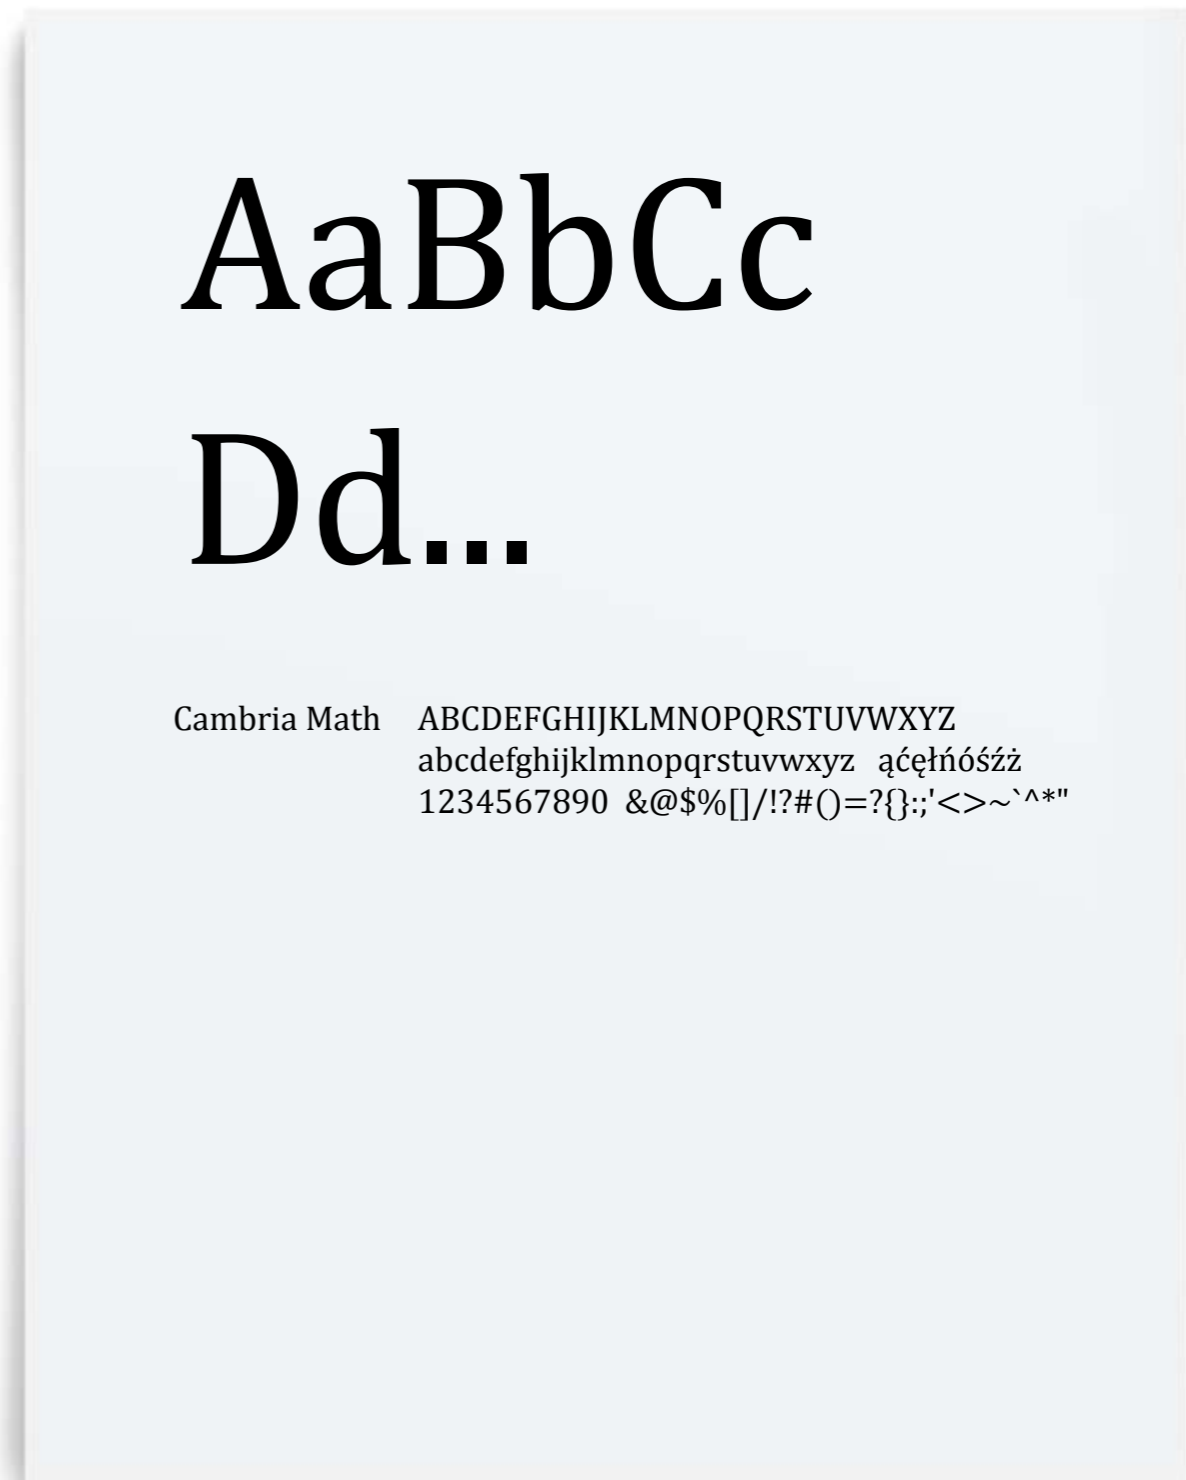 AaBbCc
Dd...
Cambria Math ABCDEFGHIJKLMNOPQRSTUVWXYZ
abcdefghijklmnopqrstuvwxyz ąćęłńóśźż
1234567890 &@$%[]/!?#()=?{}:;'<>~`^*"